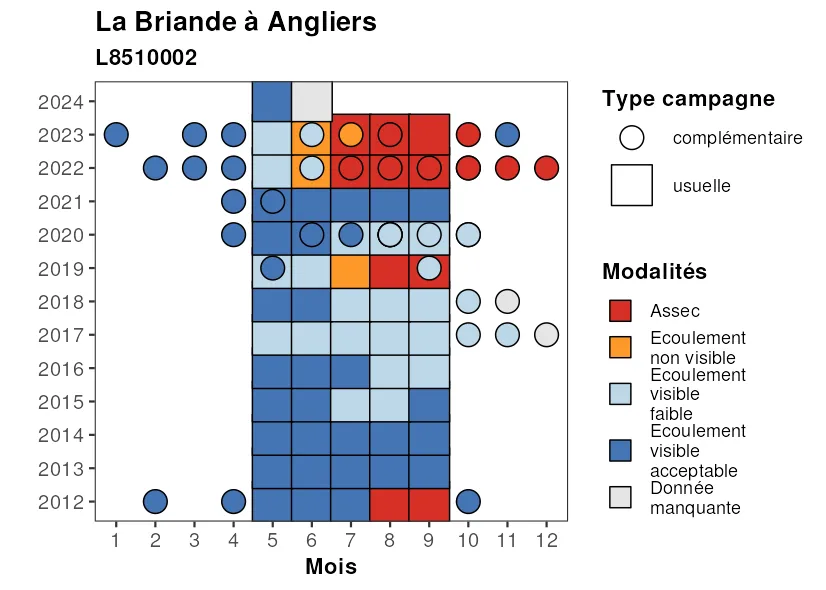 La Briande à Angliers
L8510002
2024
2023
2022
2021
2020
2019
2018
2017
2016
2015
2014
2013
2012
1 2 3 4 5 6 7 8 9 10 11 12
Mois
Type campagne
complémentaire
usuelle
Modalités
Assec
Ecoulement
non visible
Ecoulement
visible
faible
Ecoulement
visible
acceptable
Donnée
manquante